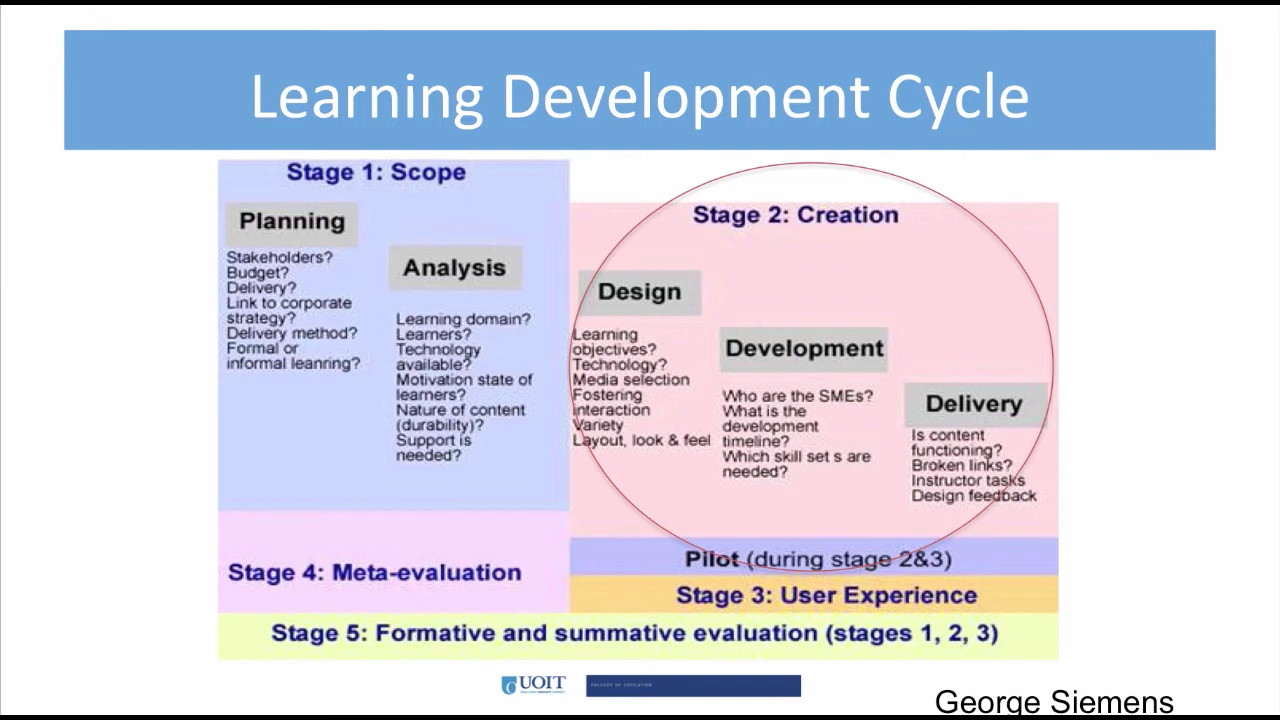 Learning Development Cycle
Stage 1: Scope
Planning
Stakeholders?
Budget?
Delivery?
Link to corporate
strategy?
Delivery method?
Formal or
informal leanring?
Analysis
Learning domain?
Learners?
Technology
available?
Motivation state of
learners?
Nature of content
(durability)?
Support is
needed?
Stage 2: Creation
Design
Learning
objectives?
Technology?
Media selection
Fostering
interaction
Variety
Layout, look & feel
Development
Who are the SMEs?
What is the
development
timeline?
Which skill set s are
needed?
Delivery
Is content
functioning?
Broken links?
Instructor tasks
Design feedback
Pilot (during stage 2&3)
Stage 4: Meta-evaluation
Stage 3: User Experience
Stage 5: Formative and summative evaluation (stages 1, 2, 3)
UOIT
FACULTY OF EDUCATION
George Siemens